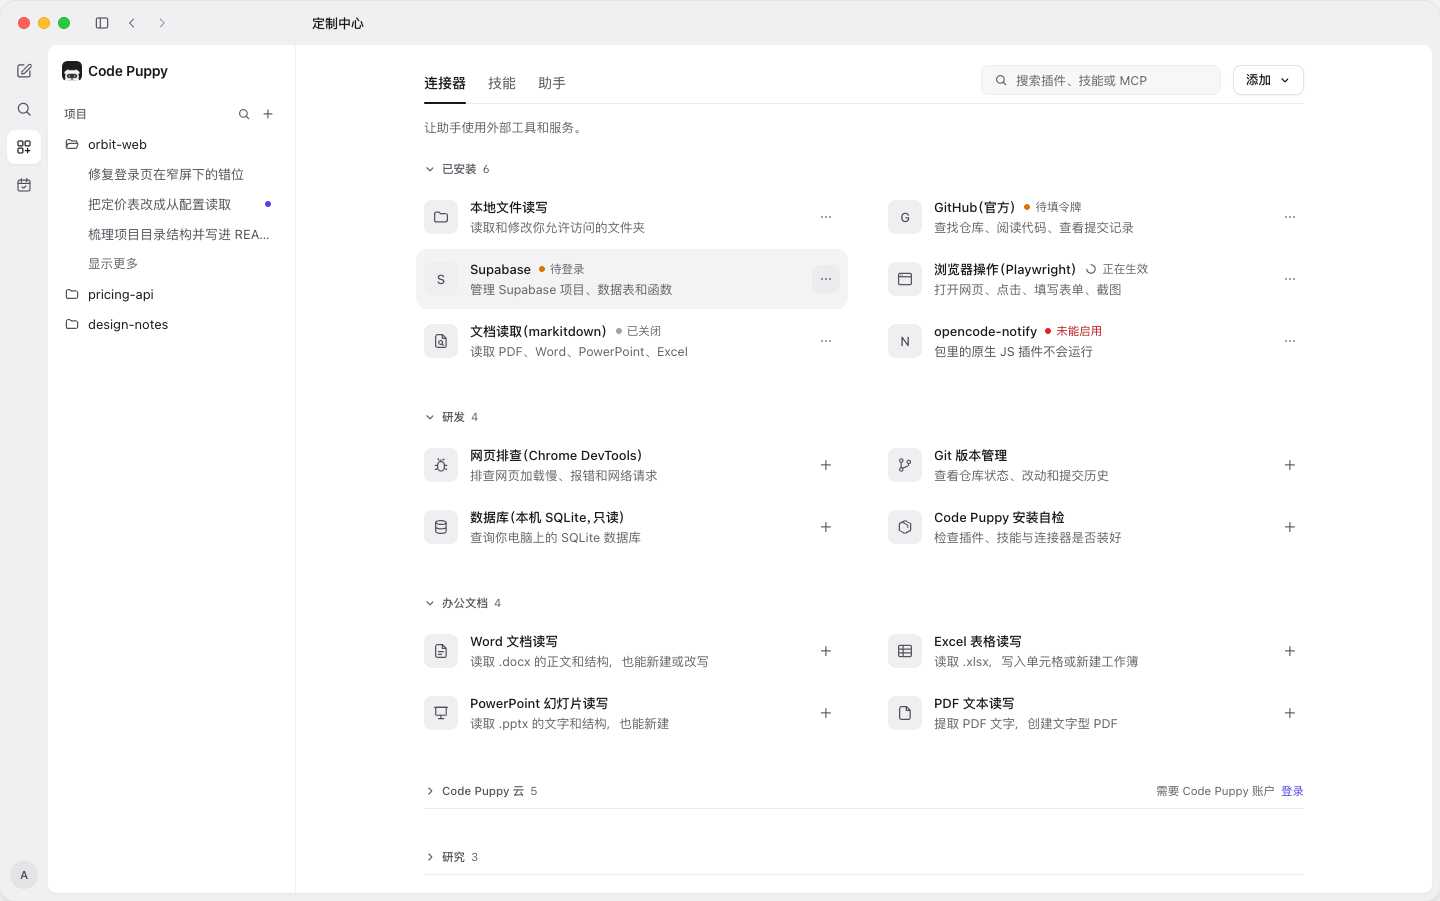 定制中心
Code Puppy
项目
orbit-web
修复登录页在窄屏下的错位
把定价表改成从配置读取
梳理项目目录结构并写进 REA...
显示更多
pricing-api
design-notes
A
连接器 技能 助手
搜索插件、技能或 MCP
添加
让助手使用外部工具和服务。
已安装 6
本地文件读写
读取和修改你允许访问的文件夹
G
GitHub（官方） 待填令牌
查找仓库、阅读代码、查看提交记录
S
Supabase 待登录
管理 Supabase 项目、数据表和函数
浏览器操作（Playwright） 正在生效
打开网页、点击、填写表单、截图
文档读取（markitdown） 已关闭
读取 PDF、Word、PowerPoint、Excel
N
opencode-notify 未能启用
包里的原生 JS 插件不会运行
研发 4
网页排查（Chrome DevTools）
排查网页加载慢、报错和网络请求
Git 版本管理
查看仓库状态、改动和提交历史
数据库（本机 SQLite，只读）
查询你电脑上的 SQLite 数据库
Code Puppy 安装自检
检查插件、技能与连接器是否装好
办公文档 4
Word 文档读写
读取 .docx 的正文和结构，也能新建或改写
Excel 表格读写
读取 .xlsx，写入单元格或新建工作簿
PowerPoint 幻灯片读写
读取 .pptx 的文字和结构，也能新建
PDF 文本读写
提取 PDF 文字，创建文字型 PDF
Code Puppy 云 5
需要 Code Puppy 账户 登录
研究 3